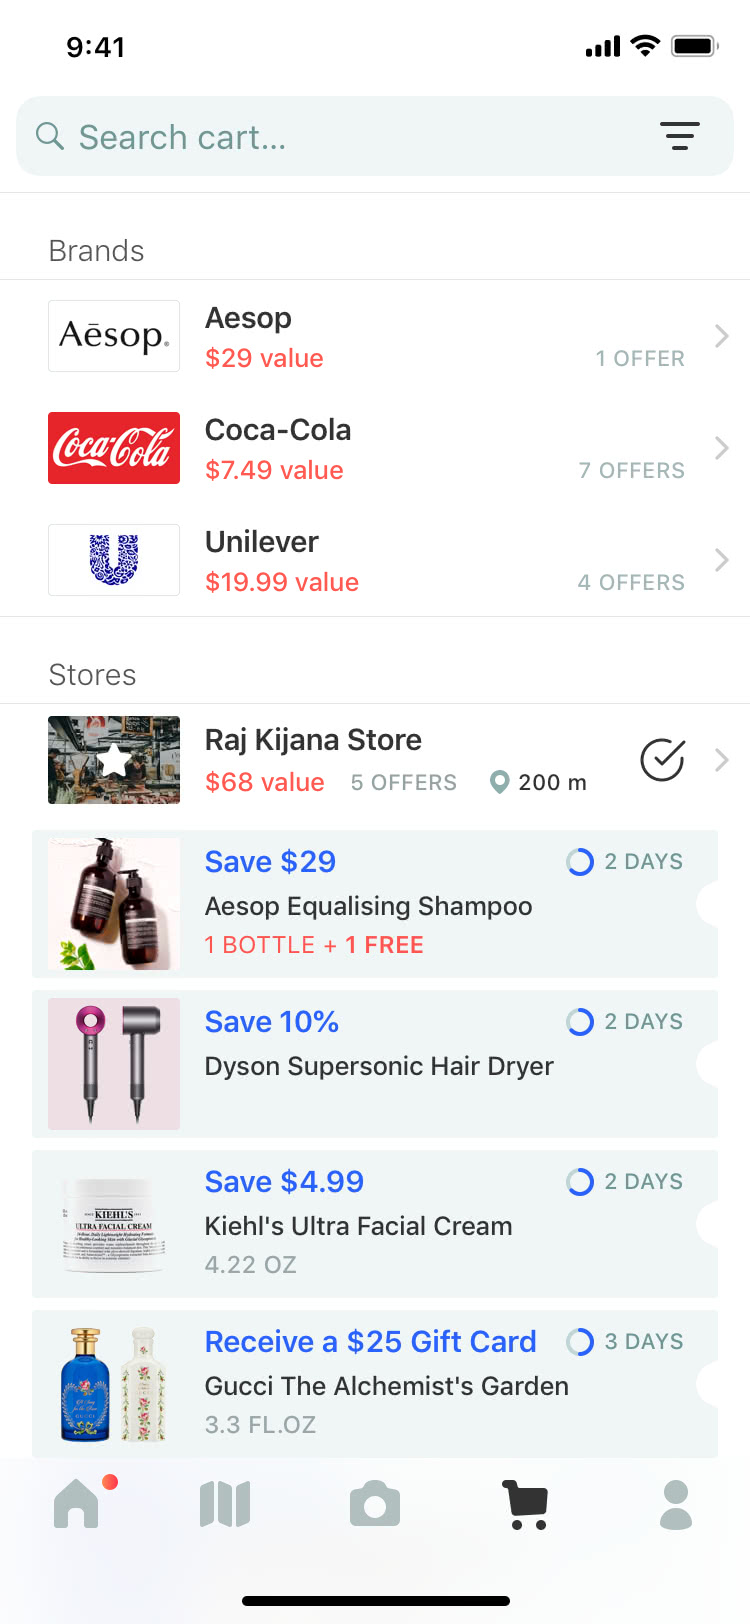 9:41
Search cart...
Brands
Aēsop.
Aesop
$29 value
1 OFFER
Coca-Cola
Coca-Cola
$7.49 value
7 OFFERS
Unilever
$19.99 value
4 OFFERS
Stores
Raj Kijana Store
$68 value 5 OFFERS 200 m
Save $29 2 DAYS
Aesop Equalising Shampoo
1 BOTTLE + 1 FREE
Save 10% 2 DAYS
Dyson Supersonic Hair Dryer
KIEHL'S
ULTRA FACIAL CREAM
Save $4.99 2 DAYS
Kiehl's Ultra Facial Cream
4.22 OZ
GUCCI
Receive a $25 Gift Card 3 DAYS
Gucci The Alchemist's Garden
3.3 FL.OZ